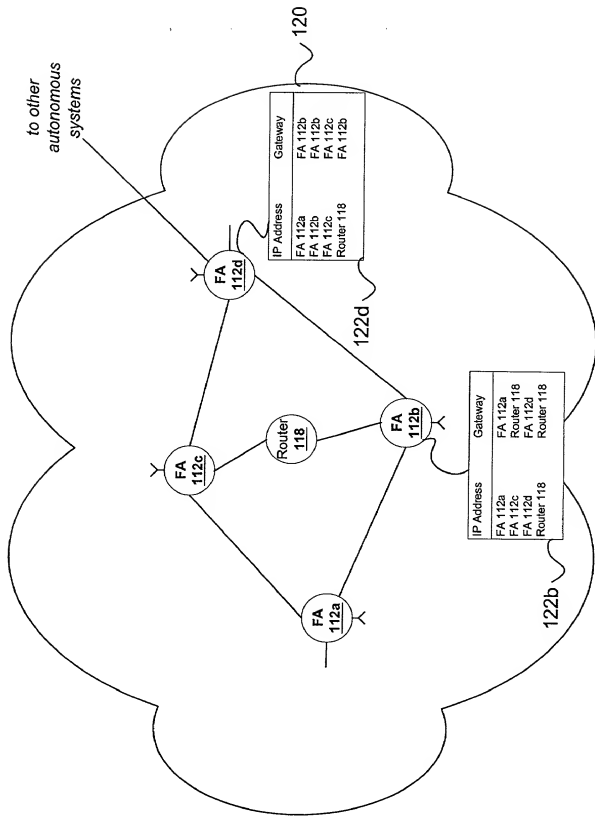 to other
autonomous
systems
120
FA
112d
IP Address Gateway
FA 112a FA 112b
FA 112b FA 112b
FA 112c FA 112c
Router 118 FA 112b
122d
FA
112c
Router
118
FA
112b
IP Address Gateway
FA 112a FA 112a
FA 112c Router 118
FA 112d FA 112d
Router 118 Router 118
122b
FA
112a